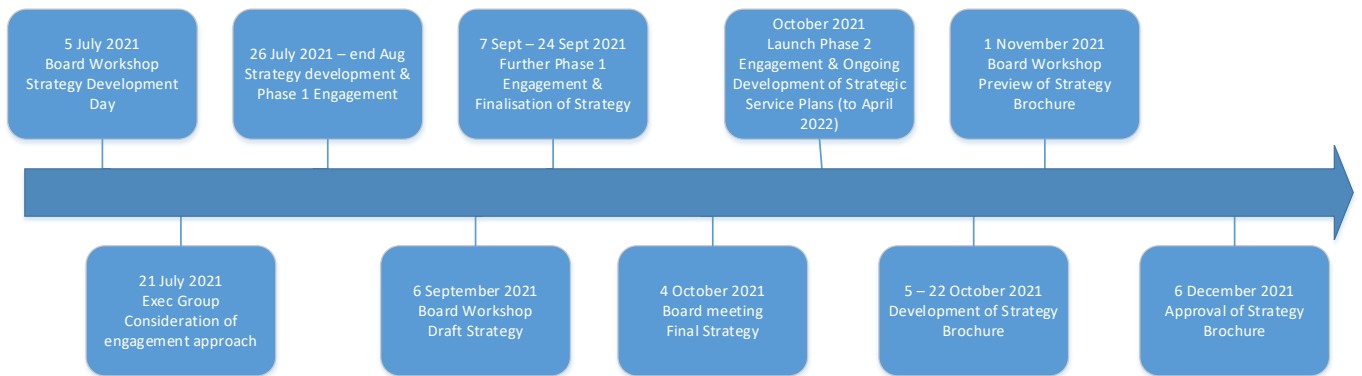 5 July 2021
Board Workshop
Strategy Development
Day
26 July 2021 – end Aug
Strategy development &
Phase 1 Engagement
7 Sept – 24 Sept 2021
Further Phase 1
Engagement &
Finalisation of Strategy
October 2021
Launch Phase 2
Engagement & Ongoing
Development of Strategic
Service Plans (to April
2022)
1 November 2021
Board Workshop
Preview of Strategy
Brochure
21 July 2021
Exec Group
Consideration of
engagement approach
6 September 2021
Board Workshop
Draft Strategy
4 October 2021
Board meeting
Final Strategy
5 – 22 October 2021
Development of Strategy
Brochure
6 December 2021
Approval of Strategy
Brochure